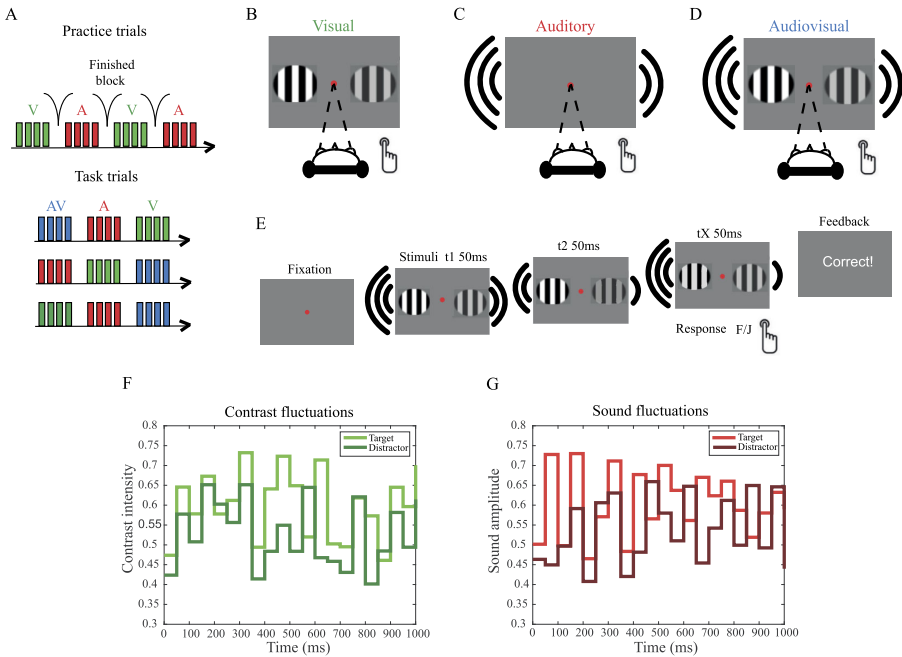 A
Practice trials
Finished
block
V A V A
Task trials
AV A V
B
Visual
C
Auditory
D
Audiovisual
E
Fixation
Stimuli t1 50ms
t2 50ms
tX 50ms
Response F/J
Feedback
Correct!
F
Contrast fluctuations
Target
Distractor
Contrast intensity
0.8
0.75
0.7
0.65
0.6
0.55
0.5
0.45
0.4
0.35
0.3
0 100 200 300 400 500 600 700 800 900 1000
Time (ms)
G
Sound fluctuations
Target
Distractor
Sound amplitude
0.8
0.75
0.7
0.65
0.6
0.55
0.5
0.45
0.4
0.35
0.3
0 100 200 300 400 500 600 700 800 900 1000
Time (ms)